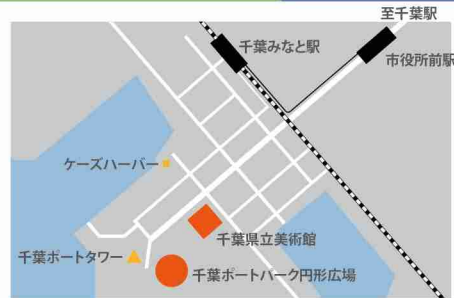 至千葉駅
千葉みなと駅
市役所前駅
ケーズハーバー
千葉県立美術館
千葉ポートタワー
千葉ポートパーク円形広場